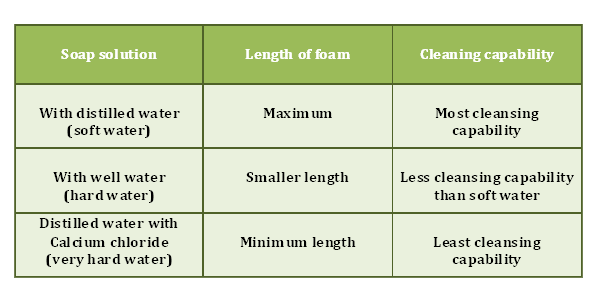 Soap solution
Length of foam
Cleaning capability
With distilled water
(soft water)
Maximum
Most cleansing
capability
With well water
(hard water)
Smaller length
Less cleansing capability
than soft water
Distilled water with
Calcium chloride
(very hard water)
Minimum length
Least cleansing
capability